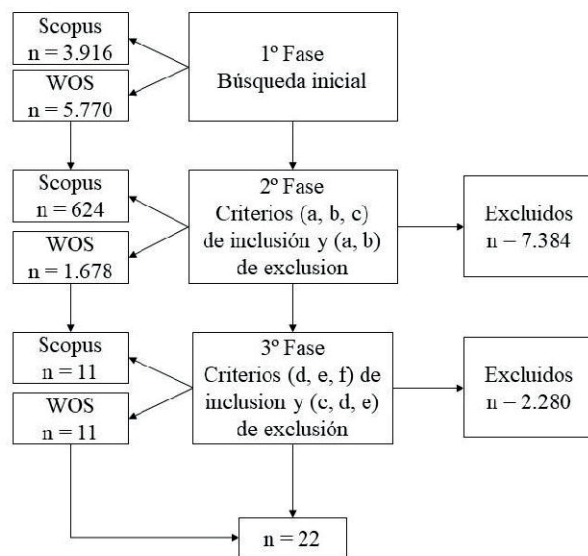 Scopus
n = 3.916
WOS
n = 5.770
1º Fase
Búsqueda inicial
Scopus
n = 624
WOS
n = 1.678
2º Fase
Criterios (a, b, c)
de inclusión y (a, b)
de exclusion
Excluidos
n – 7.384
Scopus
n = 11
WOS
n = 11
3º Fase
Criterios (d, e, f) de
inclusion y (c, d, e)
de exclusión
Excluidos
n – 2.280
n = 22